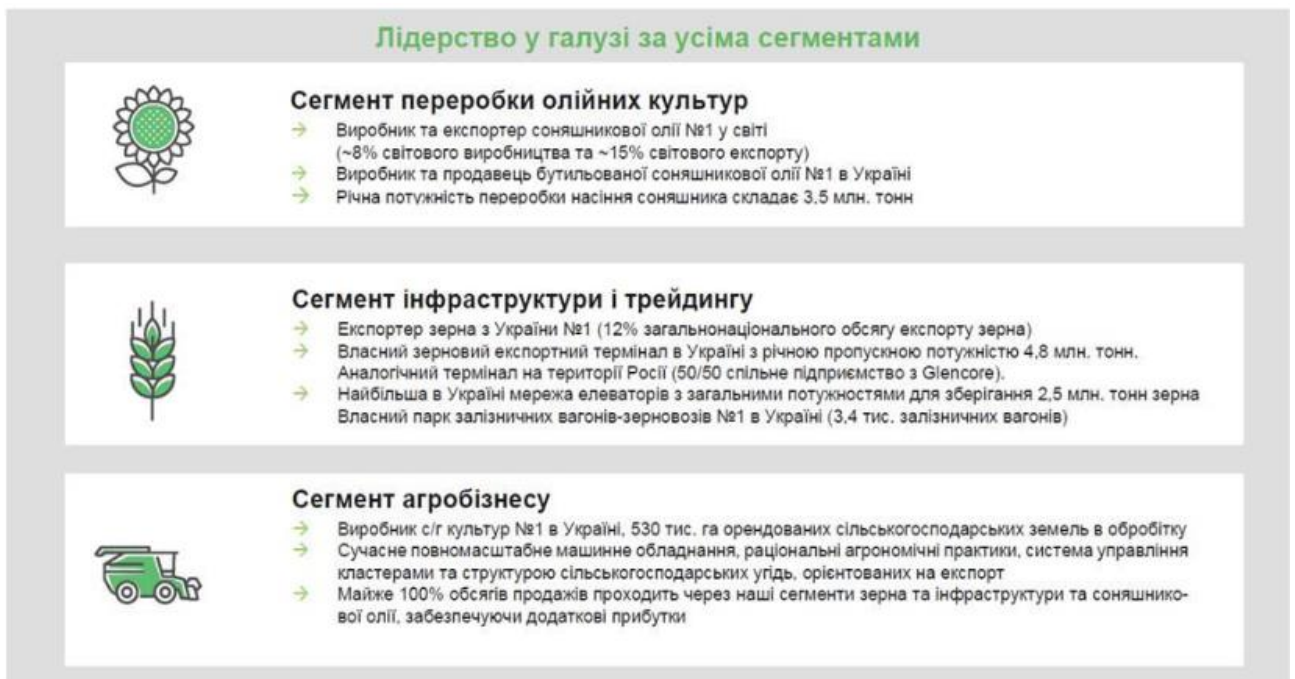 Лідерство у галузі за усіма сегментами
Сегмент переробки олійних культур
→ Виробник та експортер соняшникової олії №1 у світі
(~8% світового виробництва та ~15% світового експорту)
→ Виробник та продавець бутильованої соняшникової олії №1 в Україні
→ Річна потужність переробки насіння соняшника складає 3,5 млн. тонн
Сегмент інфраструктури і трейдингу
→ Експортер зерна з України №1 (12% загальнонаціонального обсягу експорту зерна)
→ Власний зерновий експортний термінал в Україні з річною пропускною потужністю 4,8 млн. тонн.
Аналогічний термінал на території Росії (50/50 спільне підприємство з Glencore).
→ Найбільша в Україні мережа елеваторів з загальними потужностями для зберігання 2,5 млн. тонн зерна
Власний парк залізничних вагонів-зерновозів №1 в Україні (3,4 тис. залізничних вагонів)
Сегмент агробізнесу
→ Виробник с/г культур №1 в Україні, 530 тис. га орендованих сільськогосподарських земель в обробітку
→ Сучасне повномасштабне машинне обладнання, раціональні агрономічні практики, система управління
кластерами та структурою сільськогосподарських угідь, орієнтованих на експорт
→ Майже 100% обсягів продажів проходить через наші сегменти зерна та інфраструктури та соняшнико-
вої олії, забезпечуючи додаткові прибутки